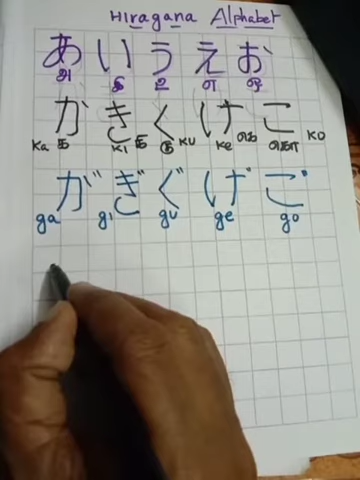 Hiragana Alphabet
あ い う え お
அ இ உ எ ஒ
か き く け こ
Ka க Ki கி கு Ku Ke கெ கொ Ko
が ぎ ぐ げ ご
ga gi gu ge go